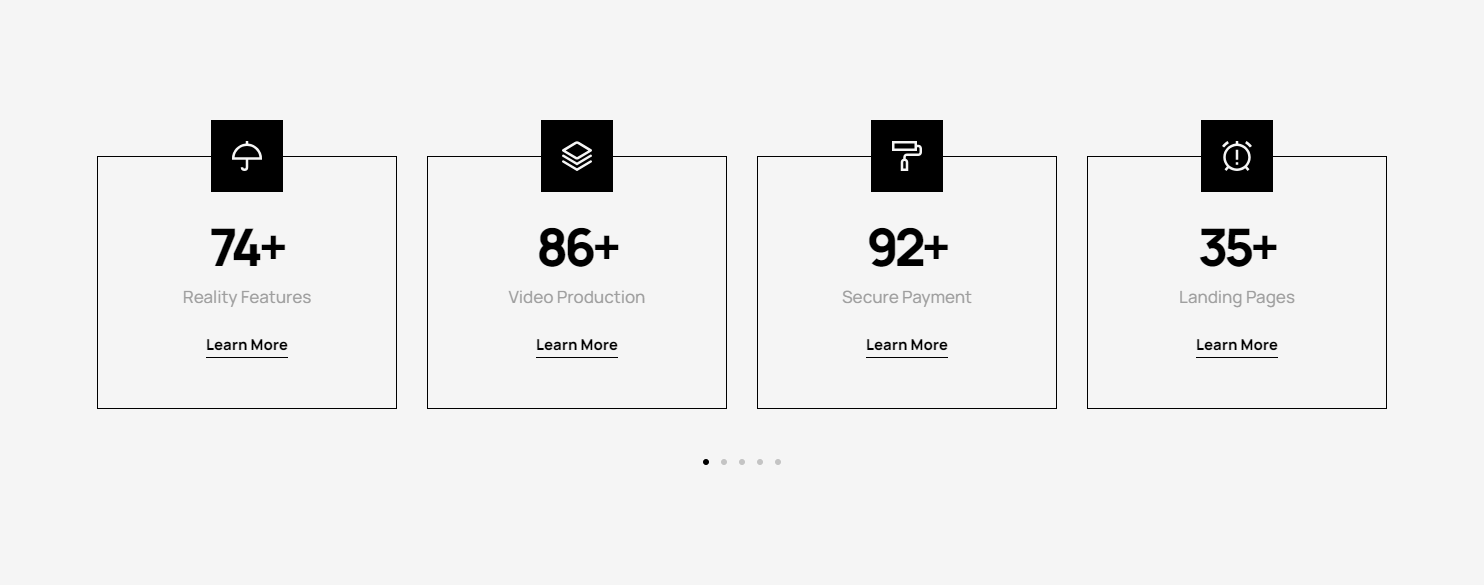 74+
Reality Features
Learn More
86+
Video Production
Learn More
92+
Secure Payment
Learn More
35+
Landing Pages
Learn More